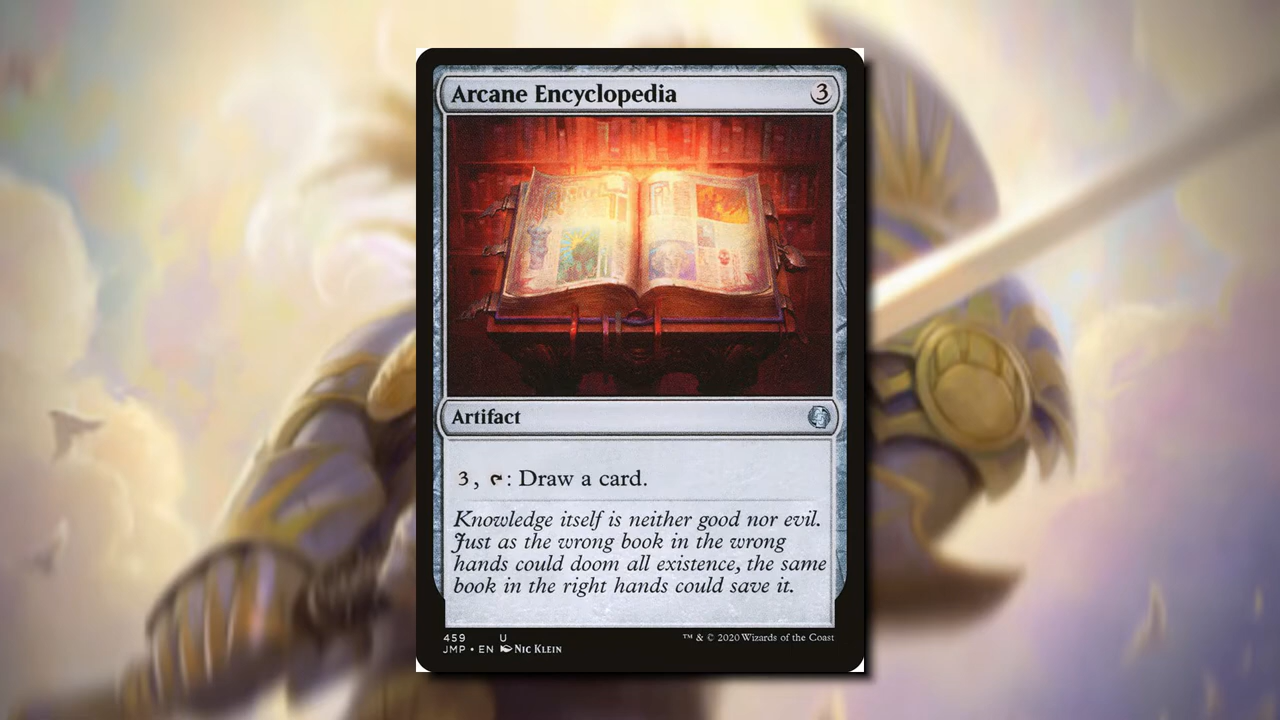 Arcane Encyclopedia 3
Artifact
3, : Draw a card.
Knowledge itself is neither good nor evil.
Just as the wrong book in the wrong
hands could doom all existence, the same
book in the right hands could save it.
459 U
JMP • EN Nic Klein
™ & © 2020 Wizards of the Coast